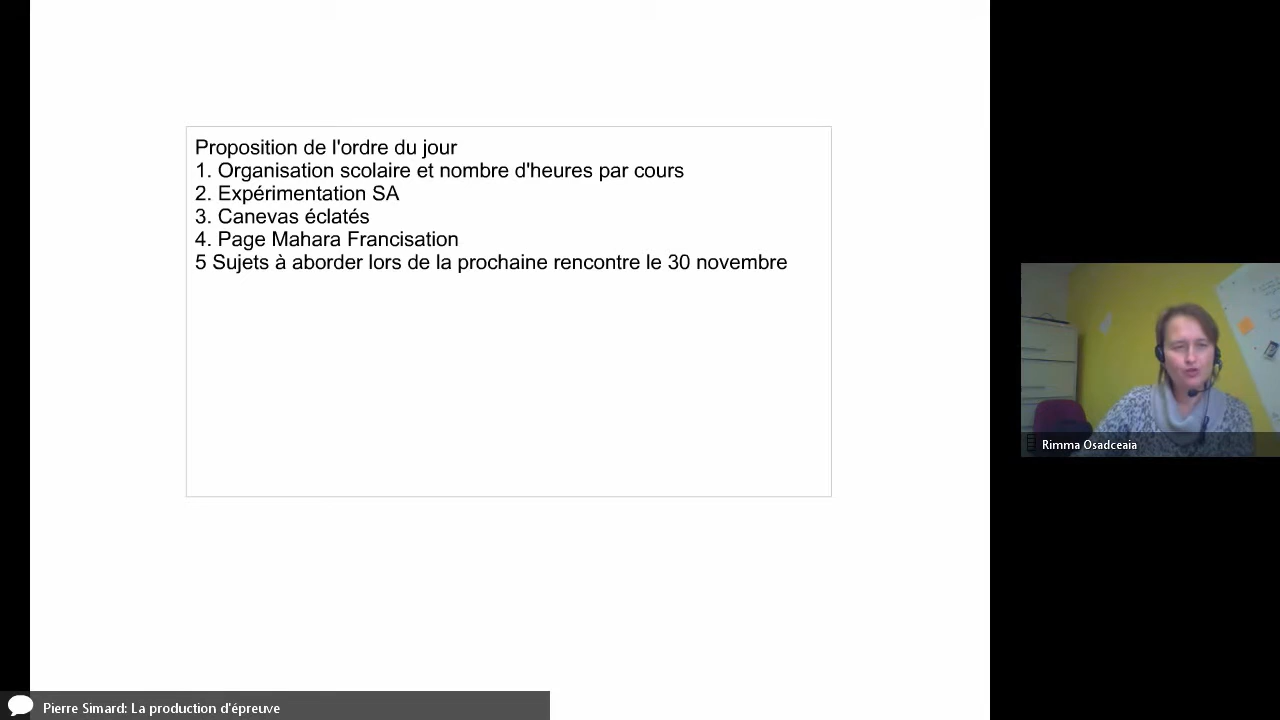 Proposition de l'ordre du jour
1. Organisation scolaire et nombre d'heures par cours
2. Expérimentation SA
3. Canevas éclatés
4. Page Mahara Francisation
5 Sujets à aborder lors de la prochaine rencontre le 30 novembre
Rimma Osadceaia
Pierre Simard: La production d'épreuve